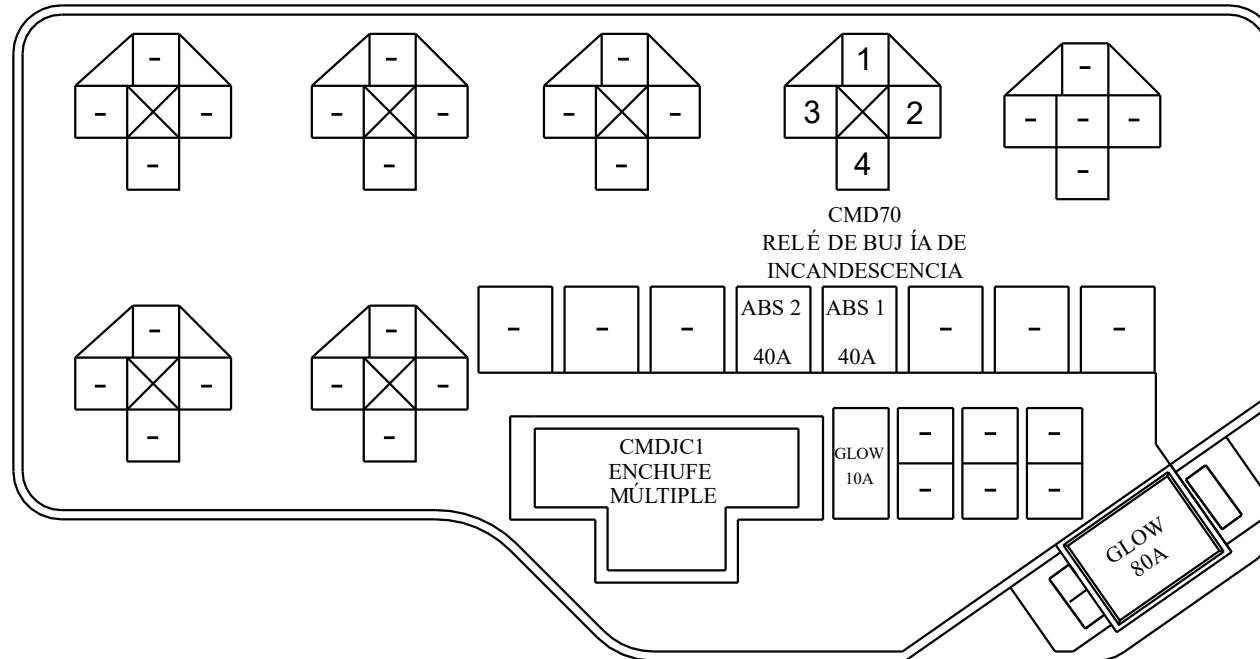 - - - 1 -
- - - - - - 3 2 - - -
- - - 4 -
CMD70
RELÉ DE BUJ ÍA DE
INCANDESCENCIA
- - - ABS 2 ABS 1 - - -
40A 40A
- -
- - - -
- -
CMDJC1
ENCHUFE
MÚLTIPLE
GLOW
10A
- - -
- - -
GLOW
80A